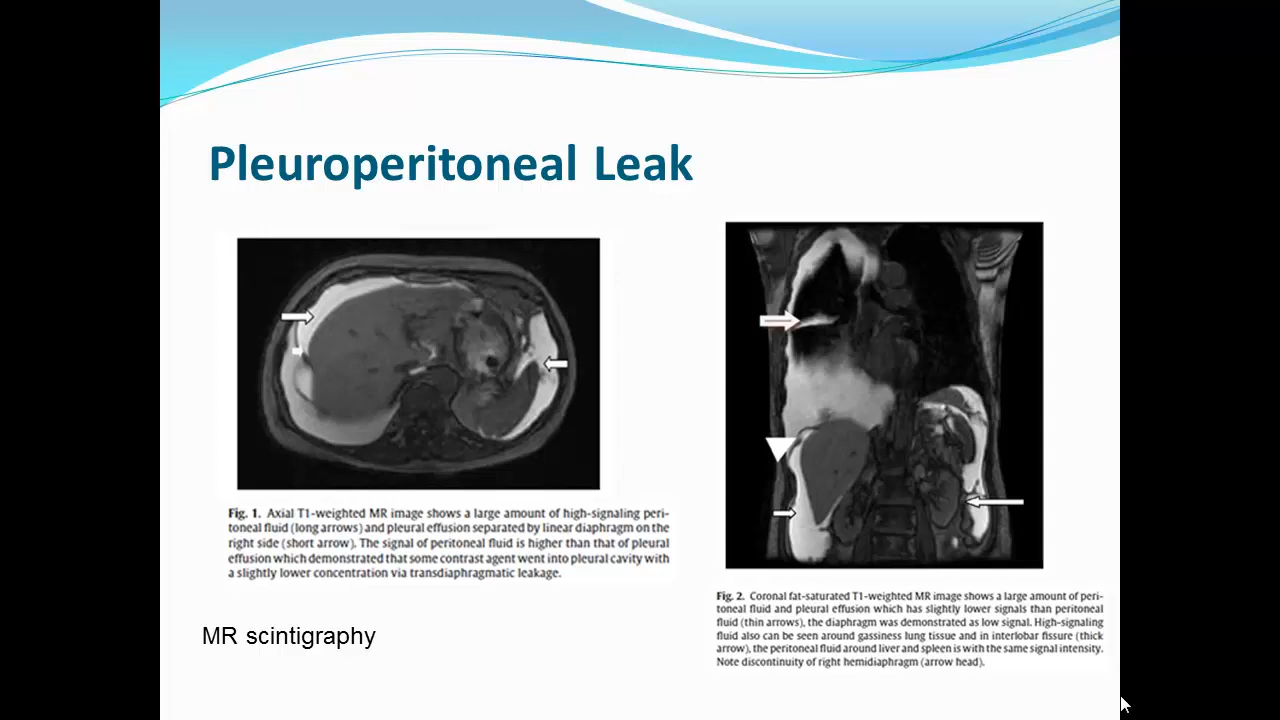 Pleuroperitoneal Leak
Fig. 1. Axial T1-weighted MR image shows a large amount of high-signaling peri-
toneal fluid (long arrows) and pleural effusion separated by linear diaphragm on the
right side (short arrow). The signal of peritoneal fluid is higher than that of pleural
effusion which demonstrated that some contrast agent went into pleural cavity with
a slightly lower concentration via transdiaphragmatic leakage.
MR scintigraphy
Fig. 2. Coronal fat-saturated T1-weighted MR image shows a large amount of peri-
toneal fluid and pleural effusion which has slightly lower signals than peritoneal
fluid (thin arrows), the diaphragm was demonstrated as low signal. High-signaling
fluid also can be seen around gassiness lung tissue and in interlobar fissure (thick
arrow), the peritoneal fluid around liver and spleen is with the same signal intensity.
Note discontinuity of right hemidiaphragm (arrow head).